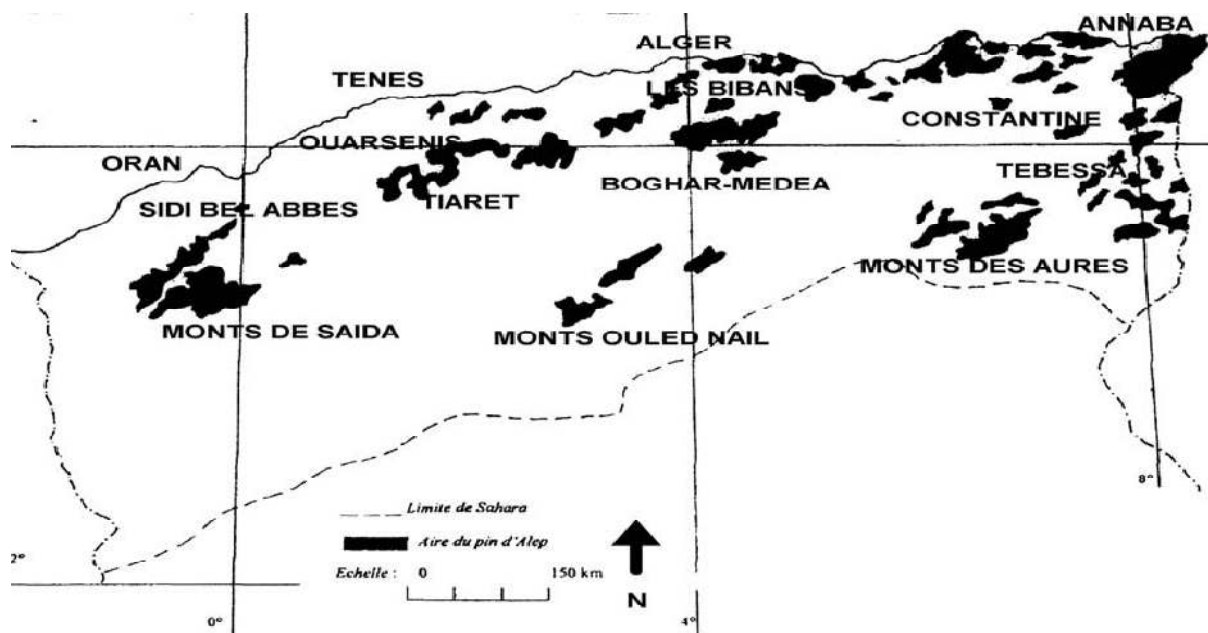 ANNABA
ALGER
TENES
LES BIBANS
CONSTANTINE
OUARSENIS
ORAN
TEBESSA
BOGHAR-MEDEA
TIARET
SIDI BEL ABBES
MONTS DES AURES
MONTS DE SAIDA
MONTS OULED NAIL
8°
Limite de Sahara
Aire du pin d'Alep
2°
Echelle : 0 150 km
N
0°
4°